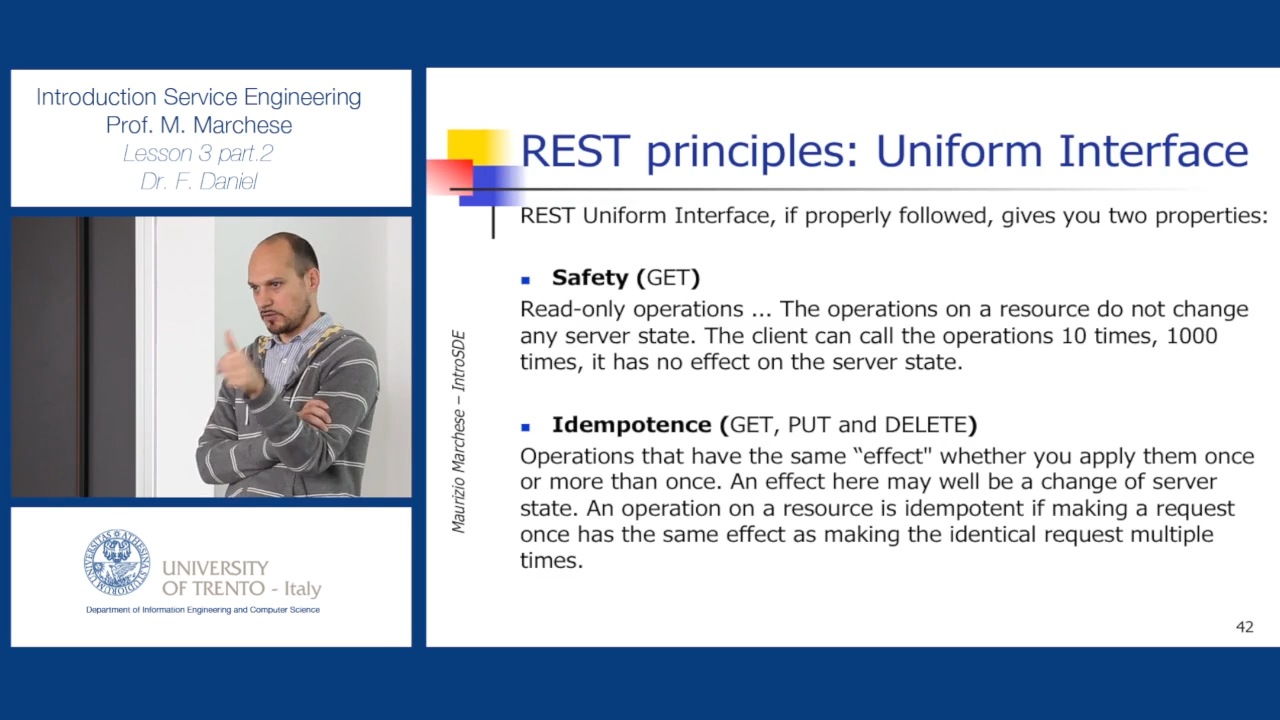 Introduction Service Engineering
Prof. M. Marchese
Lesson 3 part.2
Dr. F. Daniel
UNIVERSITY
OF TRENTO - Italy
Department of Information Engineering and Computer Science
REST principles: Uniform Interface
REST Uniform Interface, if properly followed, gives you two properties:
Safety (GET)
Read-only operations ... The operations on a resource do not change
any server state. The client can call the operations 10 times, 1000
times, it has no effect on the server state.
Idempotence (GET, PUT and DELETE)
Operations that have the same “effect" whether you apply them once
or more than once. An effect here may well be a change of server
state. An operation on a resource is idempotent if making a request
once has the same effect as making the identical request multiple
times.
Maurizio Marchese – IntroSDE
42